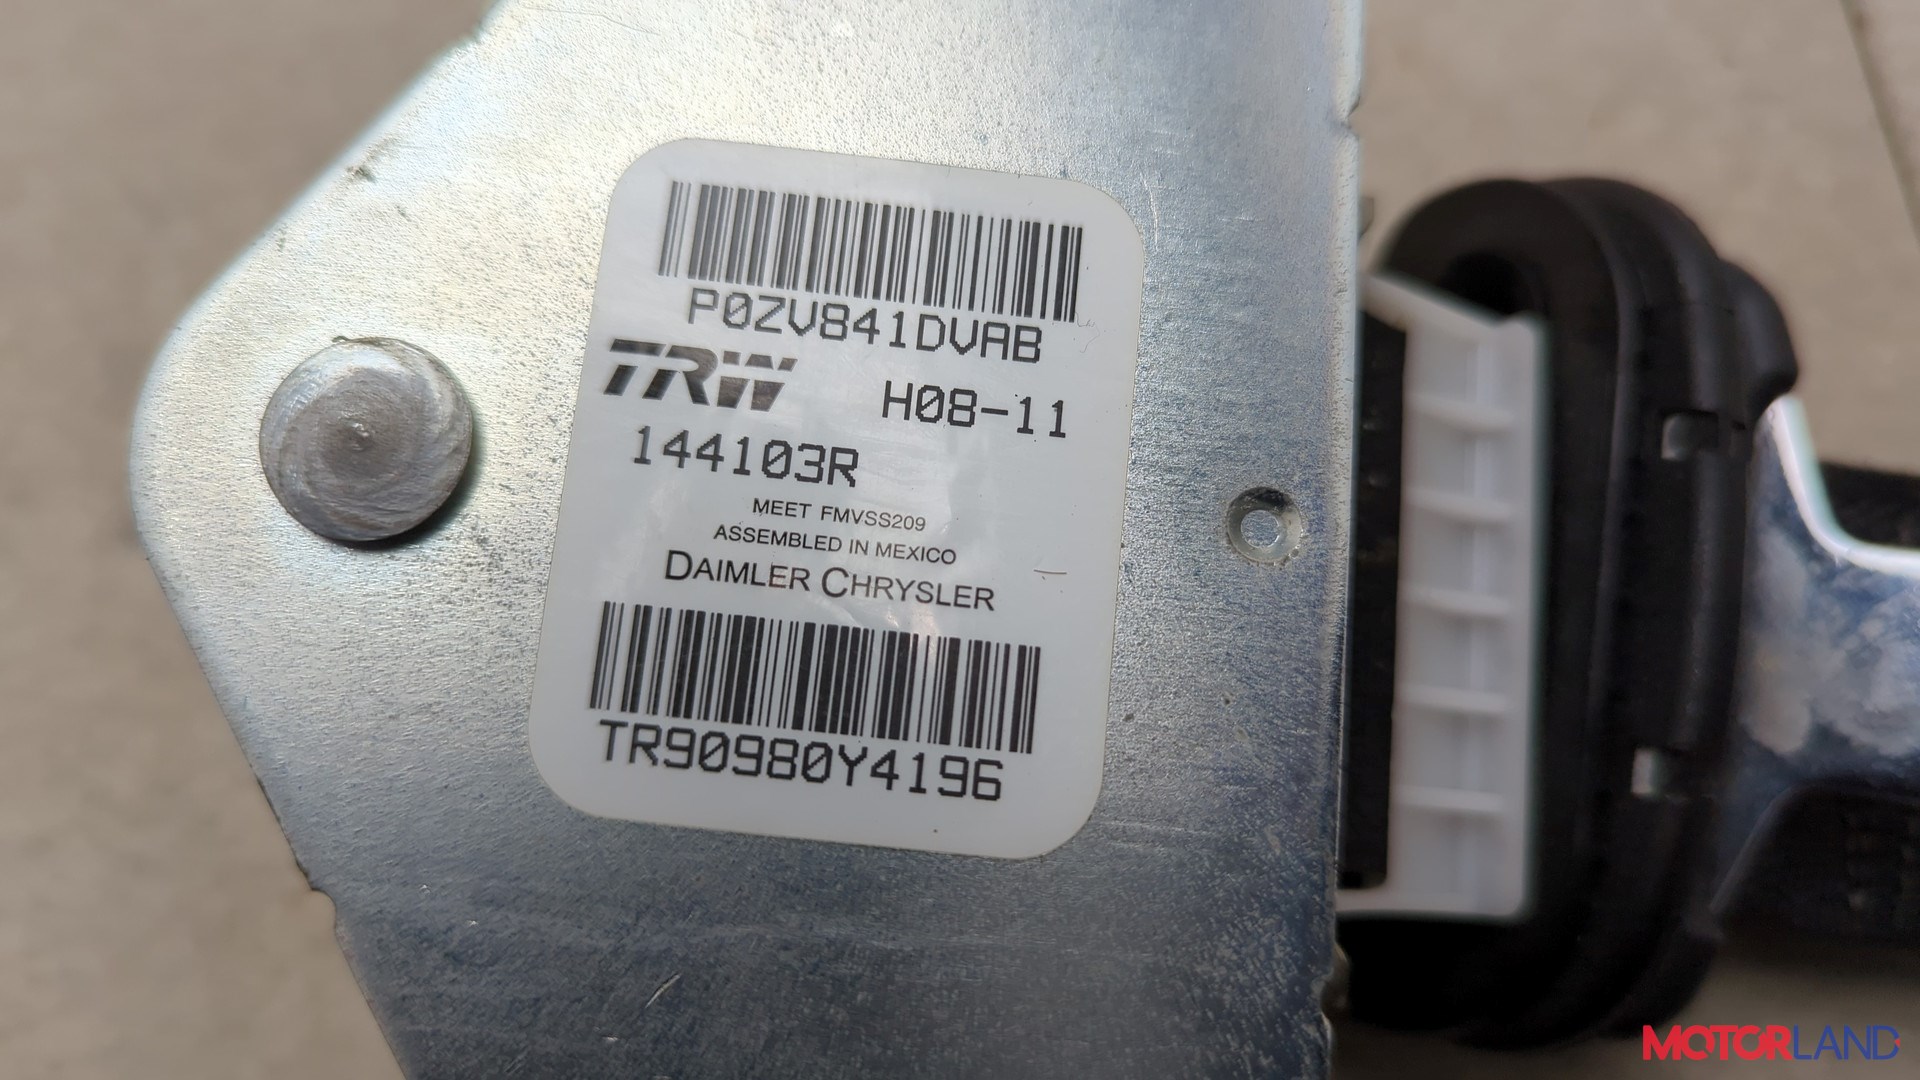 P0ZV841DVAB
TRW H08-11
144103R
MEET FMVSS209
ASSEMBLED IN MEXICO
DAIMLER CHRYSLER
TR90980Y4196
MOTORLAND